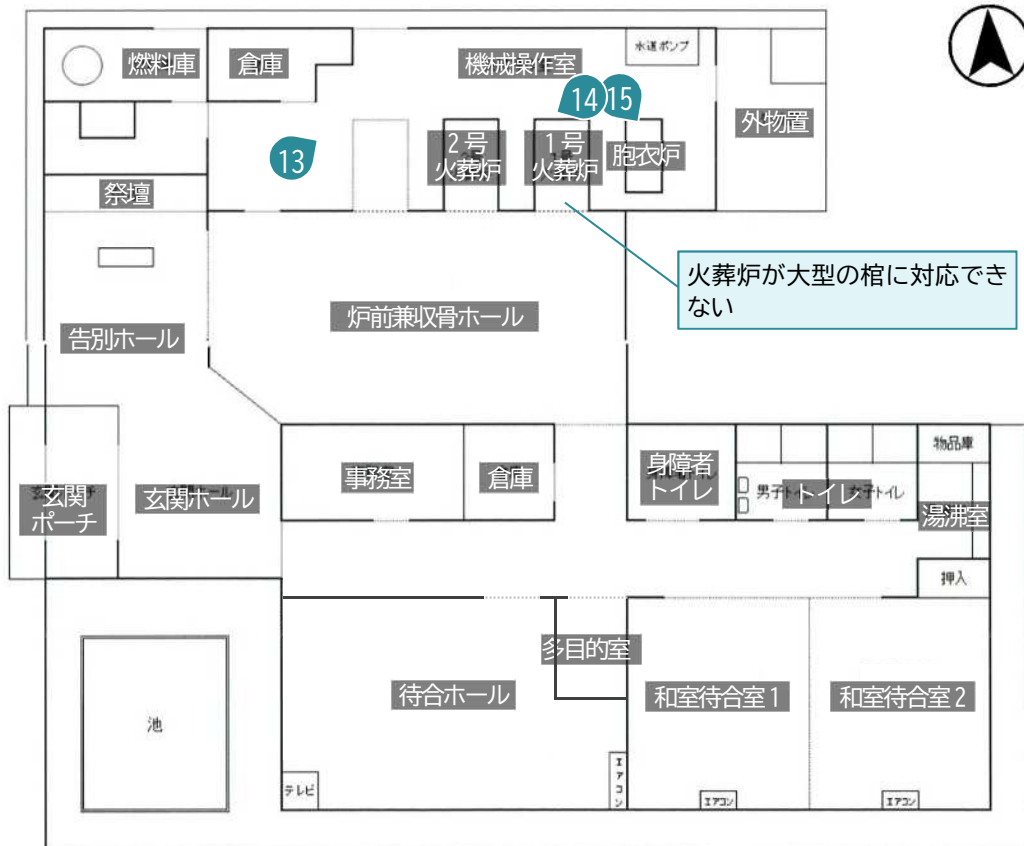 燃料庫
倉庫
機械操作室
水道ポンプ
外物置
13
14
15
2号
火葬炉
1号
火葬炉
胞衣炉
祭壇
火葬炉が大型の棺に対応でき
ない
告別ホール
炉前兼収骨ホール
玄関
ポーチ
玄関ホール
事務室
倉庫
身障者
トイレ
男子トイ
トイレ
女子トイレ
物品庫
湯沸室
押入
多目的室
待合ホール
和室待合室1
和室待合室2
池
テレビ
エアコン
エアコン
エアコン